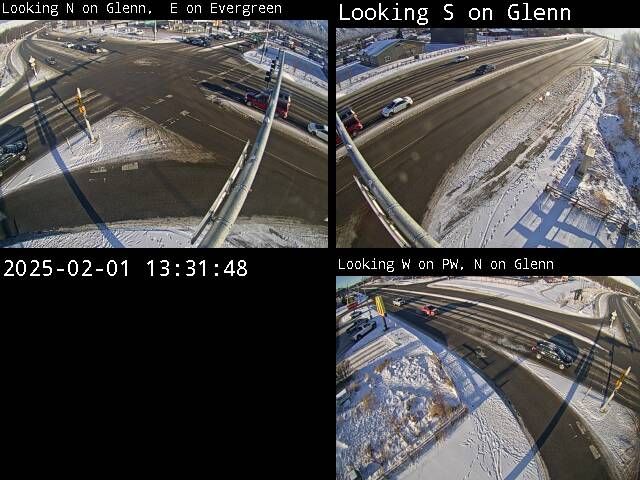 Looking N on Glenn,  E on Evergreen
Looking S on Glenn
2025-02-01 13:31:48
Looking W on PW, N on Glenn